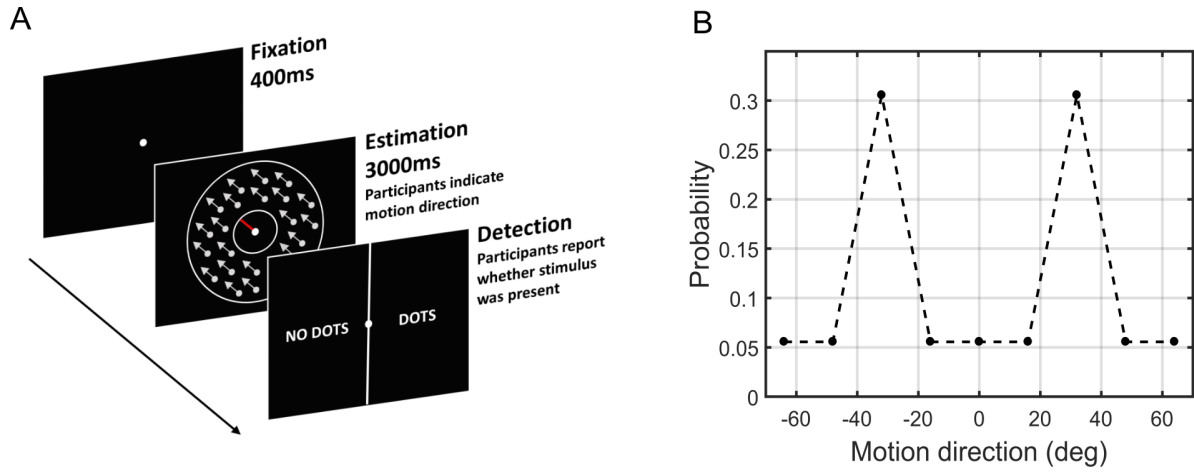 A
Fixation
400ms
Estimation
3000ms
Participants indicate
motion direction
Detection
Participants report
whether stimulus
was present
NO DOTS
DOTS
B
0.3
0.25
0.2
0.15
0.1
0.05
0
Probability
-60 -40 -20 0 20 40 60
Motion direction (deg)